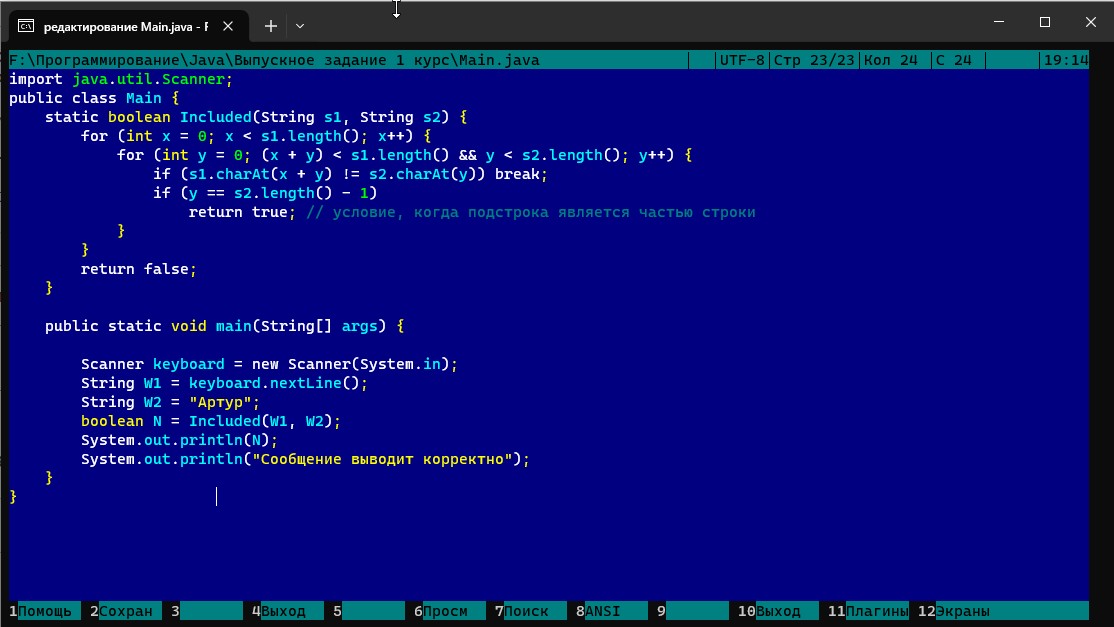 редактирование Main.java - F
F:\Программирование\Java\Выпускное задание 1 курс\Main.java UTF-8 Стр 23/23 Кол 24 С 24 19:14
import java.util.Scanner;
public class Main {
    static boolean Included(String s1, String s2) {
        for (int x = 0; x < s1.length(); x++) {
            for (int y = 0; (x + y) < s1.length() && y < s2.length(); y++) {
                if (s1.charAt(x + y) != s2.charAt(y)) break;
                if (y == s2.length() - 1)
                    return true; // условие, когда подстрока является частью строки
            }
        }
        return false;
    }
    public static void main(String[] args) {
        Scanner keyboard = new Scanner(System.in);
        String W1 = keyboard.nextLine();
        String W2 = "Артур";
        boolean N = Included(W1, W2);
        System.out.println(N);
        System.out.println("Сообщение выводит корректно");
    }
}
1Помощь 2Сохран 3 4Выход 5 6Просм 7Поиск 8ANSI 9 10Выход 11Плагины 12Экраны